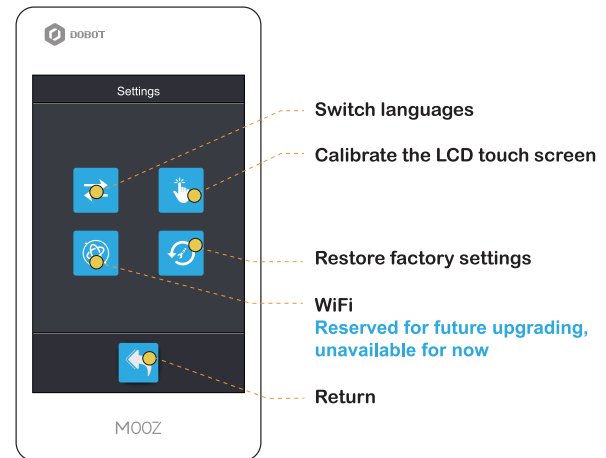 DOBOT
Settings
Switch languages
Calibrate the LCD touch screen
Restore factory settings
WiFi
Reserved for future upgrading,
unavailable for now
Return
MOOZ